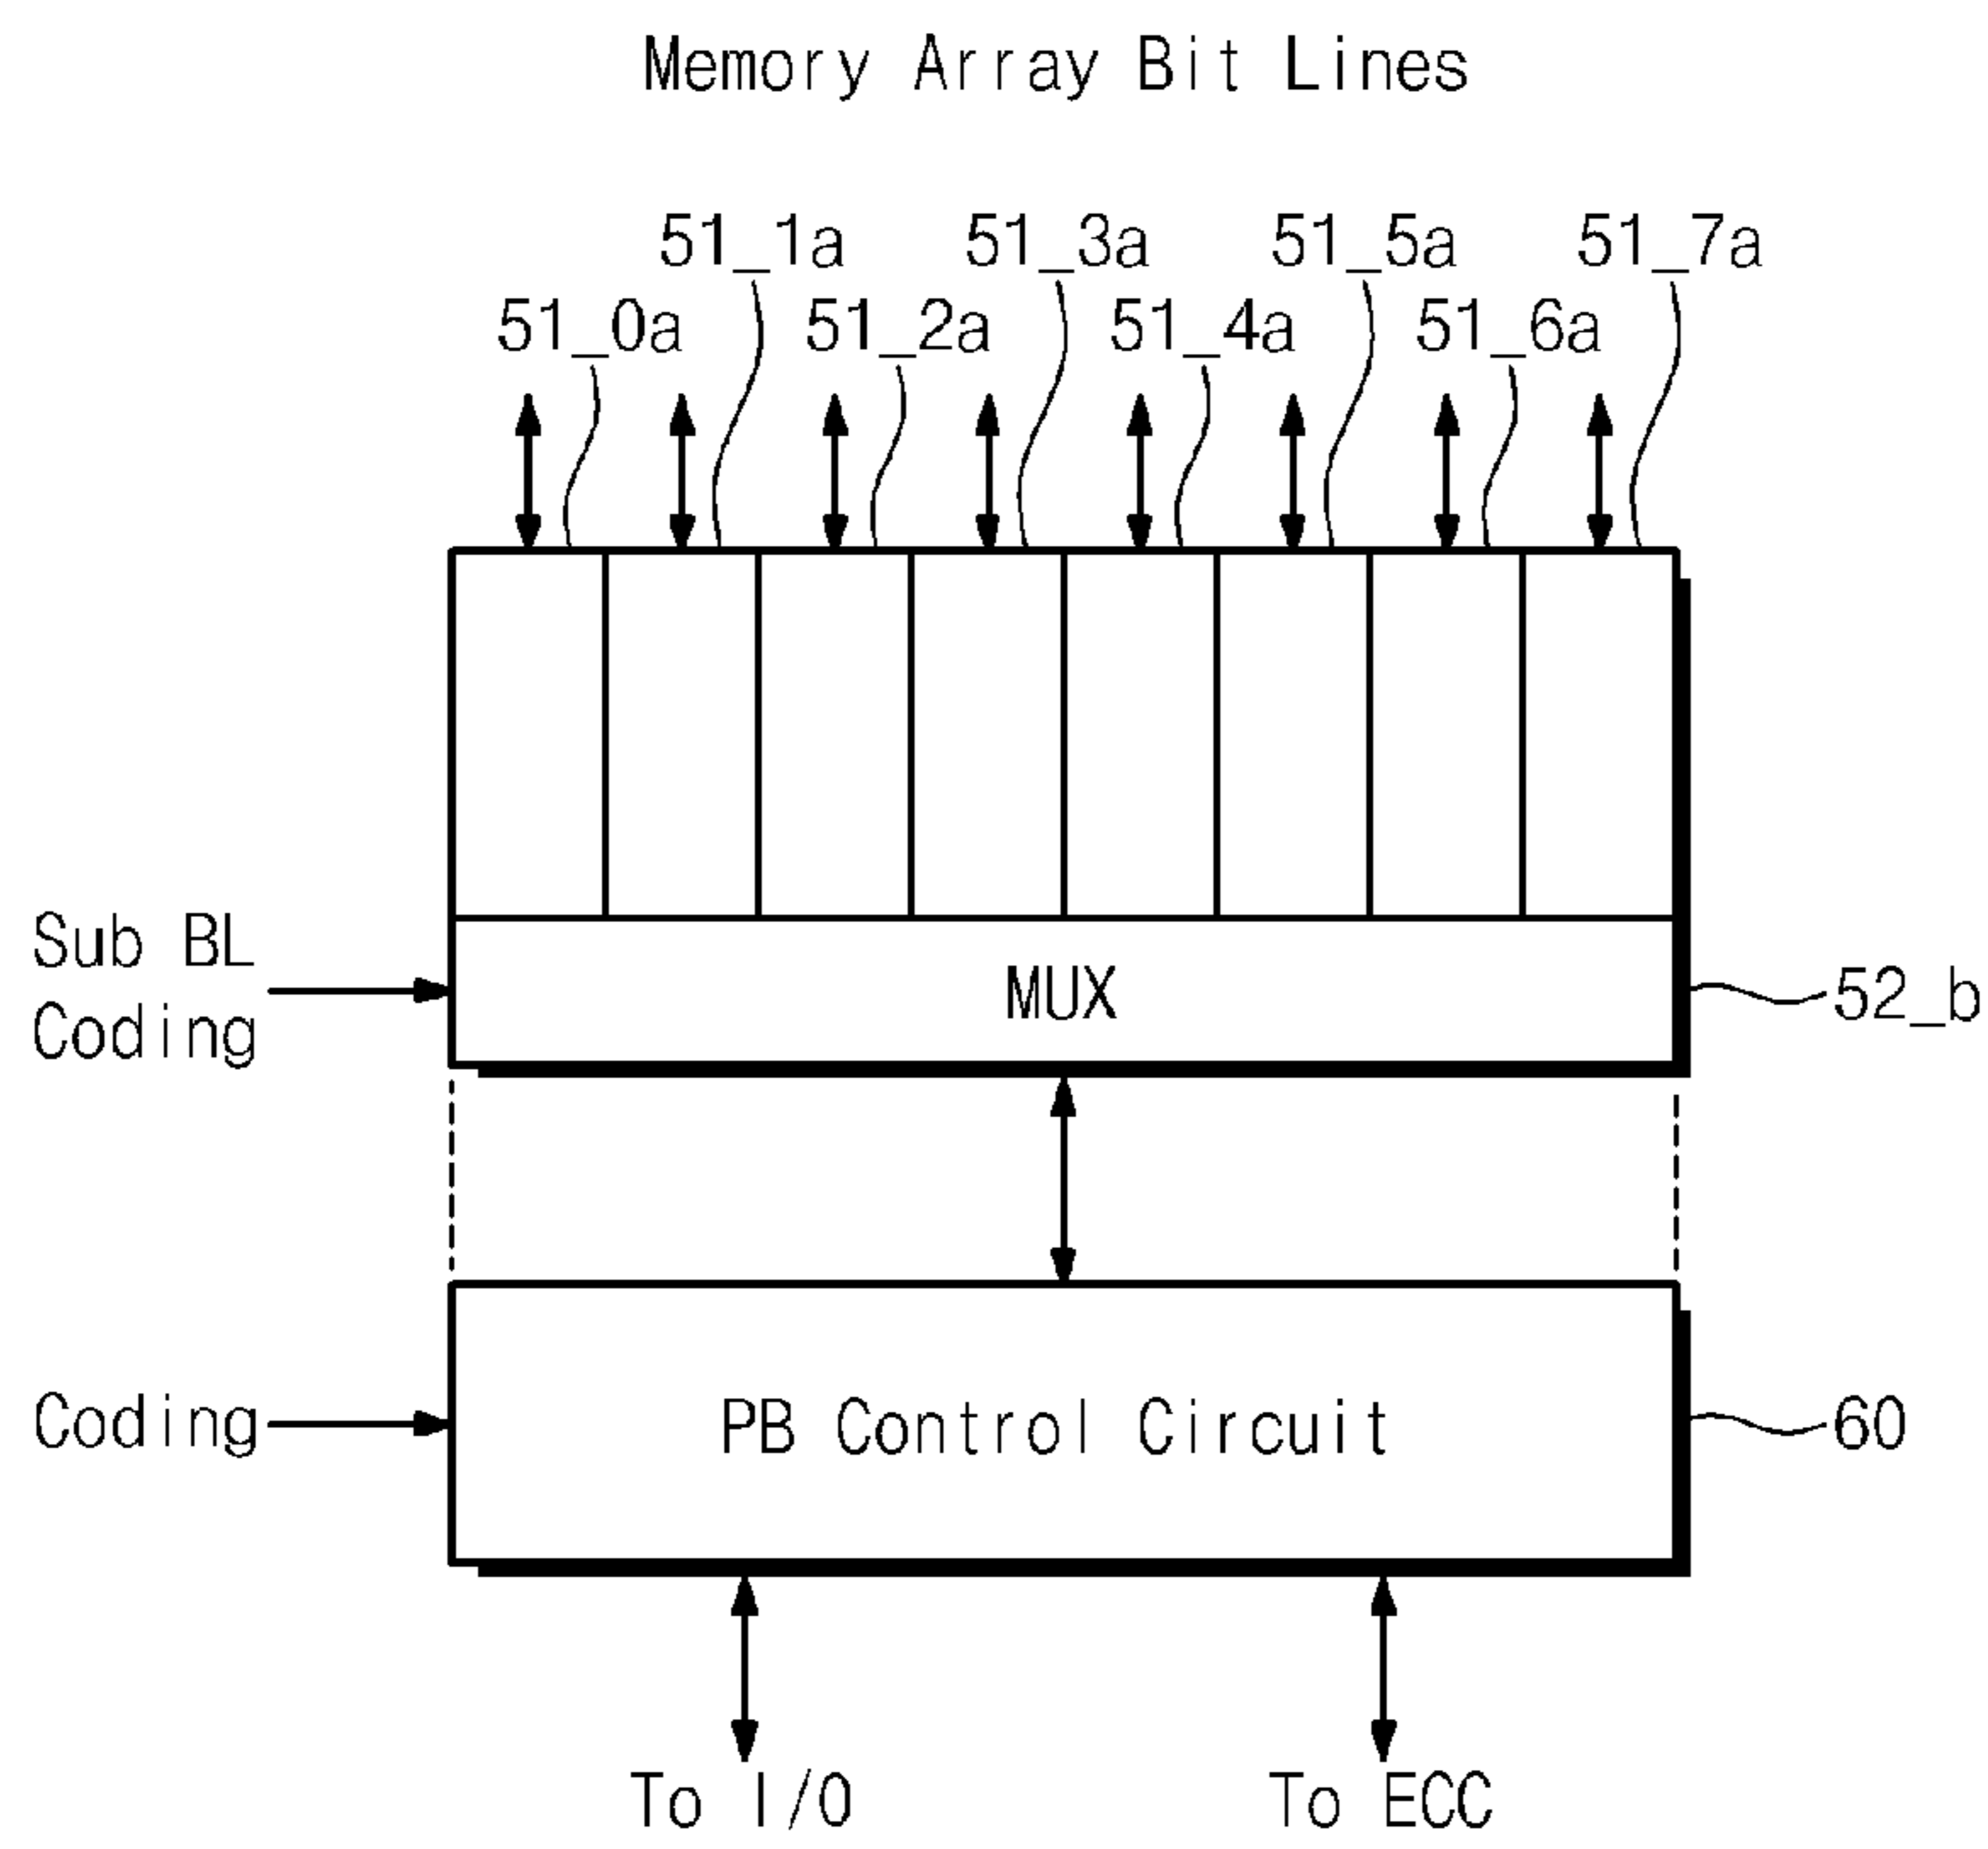 Memory Array Bit Lines
51_1a 51_3a 51_5a 51_7a
51_0a 51_2a 51_4a 51_6a
Sub BL
Coding
MUX
52_b
Coding
PB Control Circuit
60
To I/O
To ECC